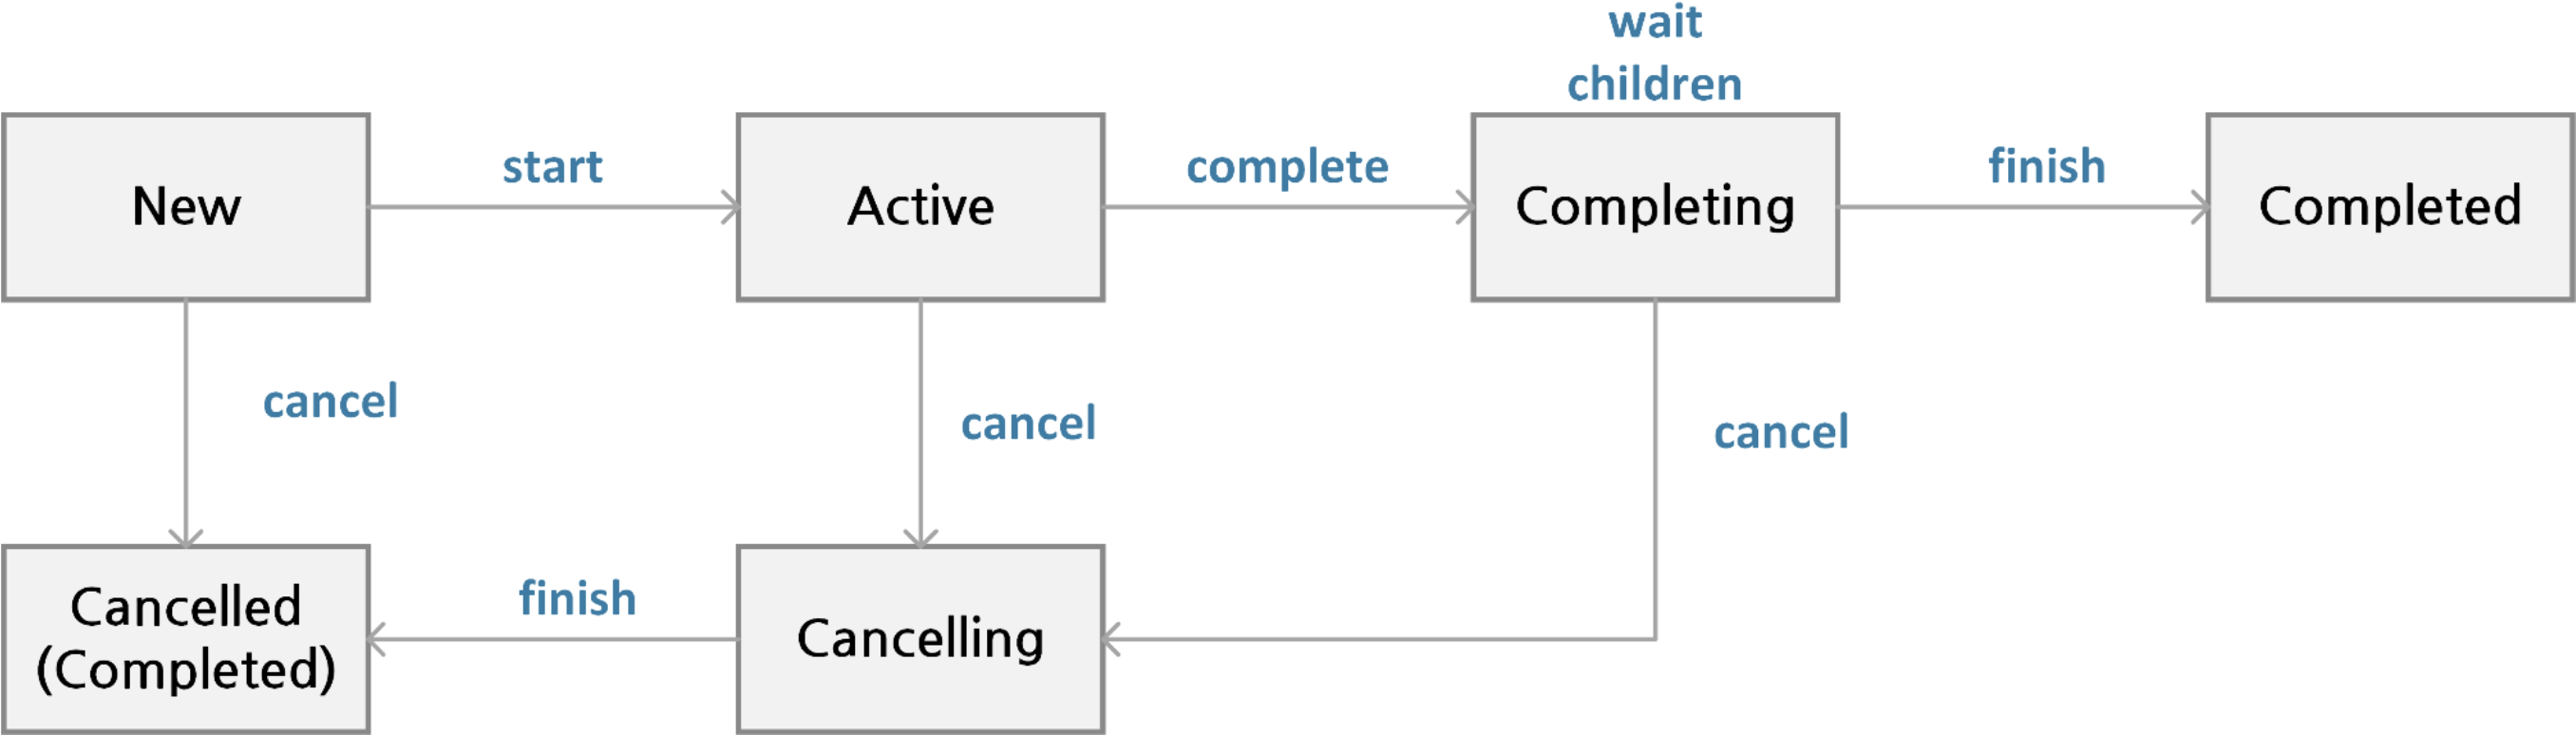 wait
children
New
start
Active
complete
Completing
finish
Completed
cancel
cancel
cancel
Cancelled
(Completed)
finish
Cancelling